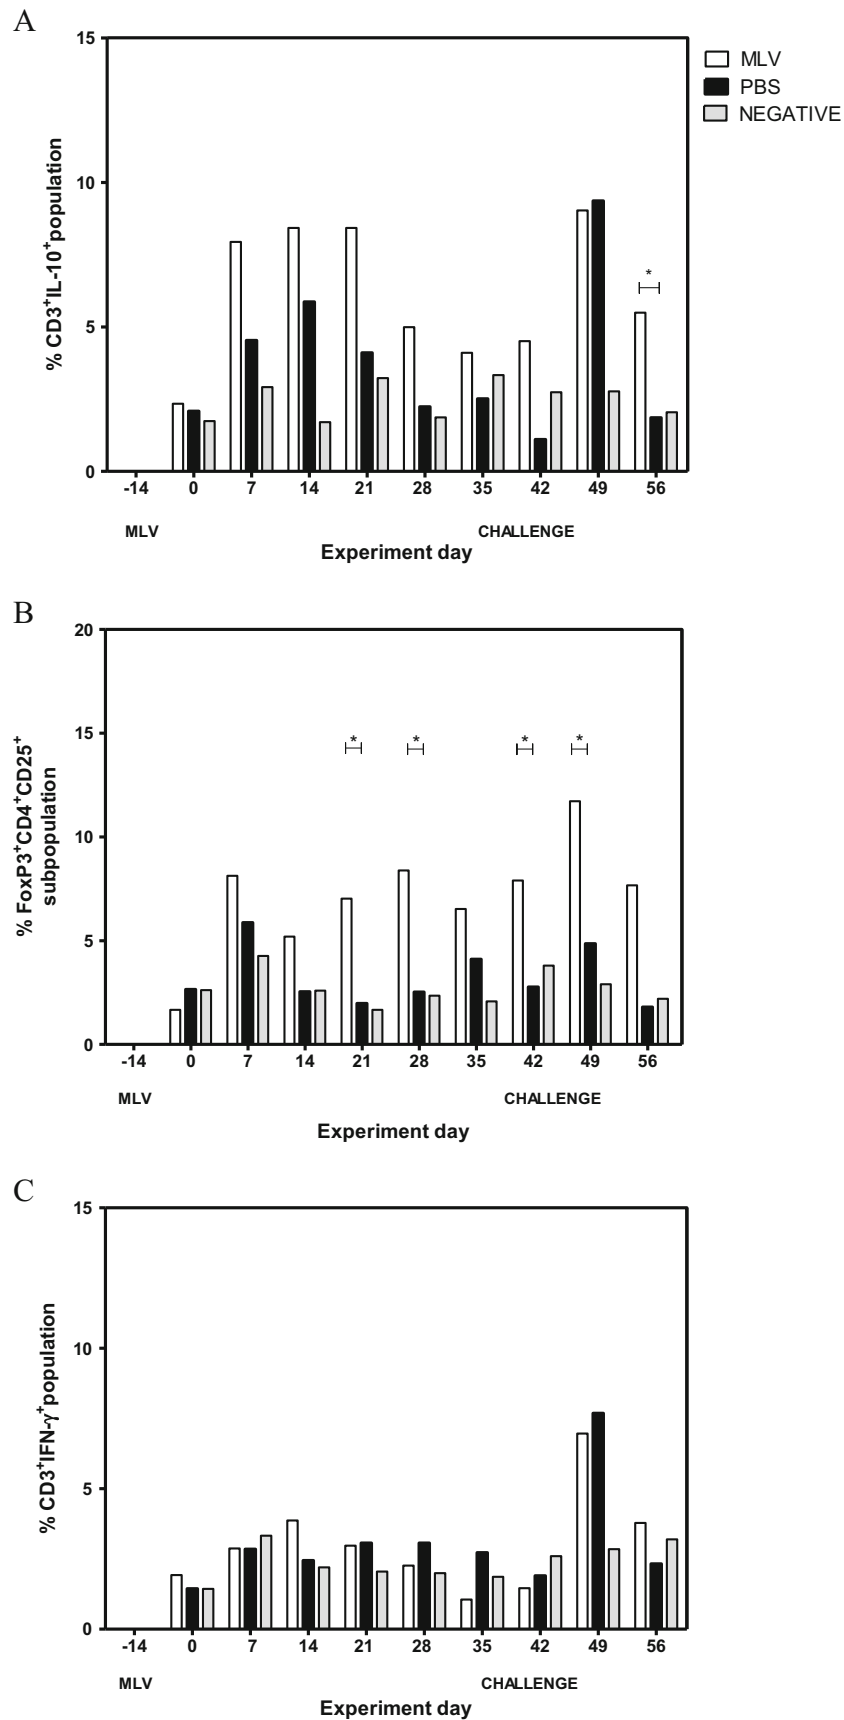 A
15
10
5
0
% CD3+IL-10+population
MLV
PBS
NEGATIVE
*
-14 0 7 14 21 28 35 42 49 56
MLV CHALLENGE
Experiment day
B
20
15
10
5
0
% FoxP3+CD4+CD25+
subpopulation
* * * *
-14 0 7 14 21 28 35 42 49 56
MLV CHALLENGE
Experiment day
C
15
10
5
0
% CD3+IFN-γ+population
-14 0 7 14 21 28 35 42 49 56
MLV CHALLENGE
Experiment day